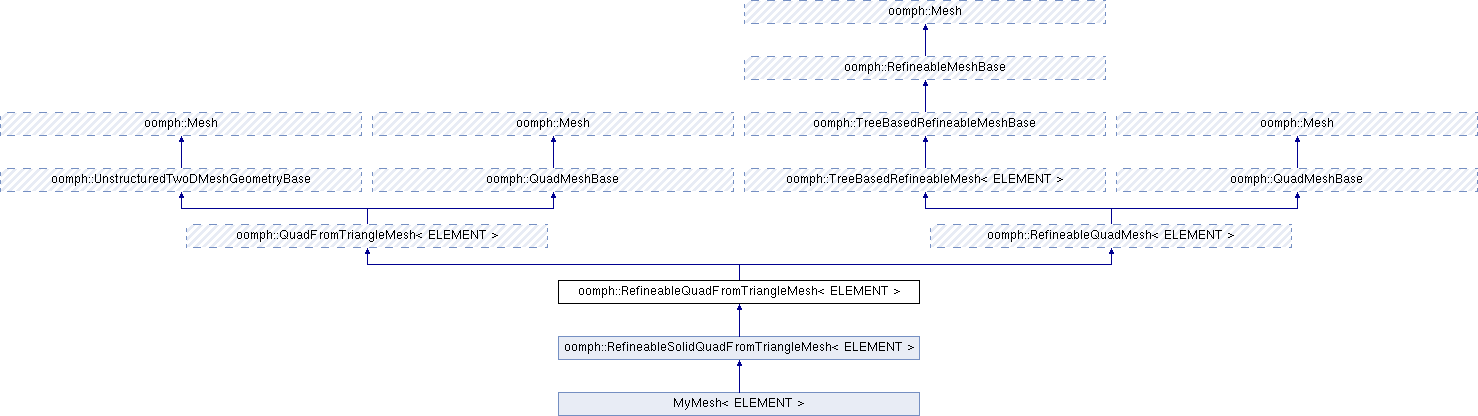 oomph::Mesh
oomph::RefineableMeshBase
oomph::Mesh
oomph::Mesh
oomph::TreeBasedRefineableMeshBase
oomph::Mesh
oomph::UnstructuredTwoDMeshGeometryBase
oomph::QuadMeshBase
oomph::TreeBasedRefineableMesh< ELEMENT >
oomph::QuadMeshBase
oomph::QuadFromTriangleMesh< ELEMENT >
oomph::RefineableQuadMesh< ELEMENT >
oomph::RefineableQuadFromTriangleMesh< ELEMENT >
oomph::RefineableSolidQuadFromTriangleMesh< ELEMENT >
MyMesh< ELEMENT >